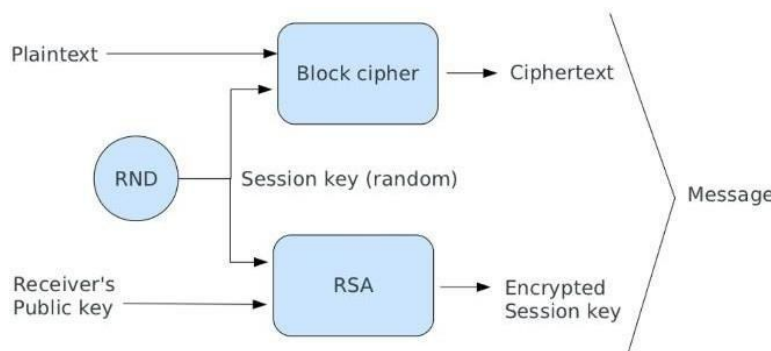 Plaintext
Block cipher
Ciphertext
RND
Session key (random)
Message
Receiver's
Public key
RSA
Encrypted
Session key